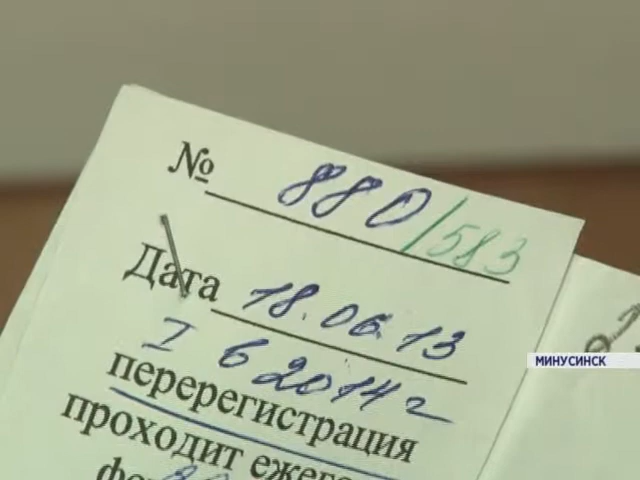 № 880/583
Дата 18.06.13
I 6 2014 г
перерегистрация
проходит ежего
МИНУСИНСК